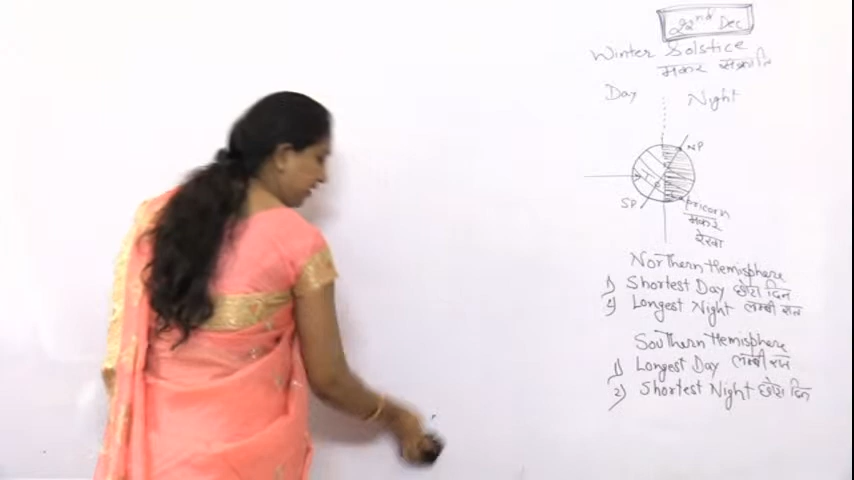 22nd Dec
Winter Solstice
मकर संक्रान्ति
Day Night
NP
SP
pricorn
मकर
रेखा
Northern Hemisphere
1) Shortest Day छोटा दिन
2) Longest Night लम्बी रात
Southern Hemisphere
1) Longest Day लम्बी रात
2) Shortest Night छोटा दिन